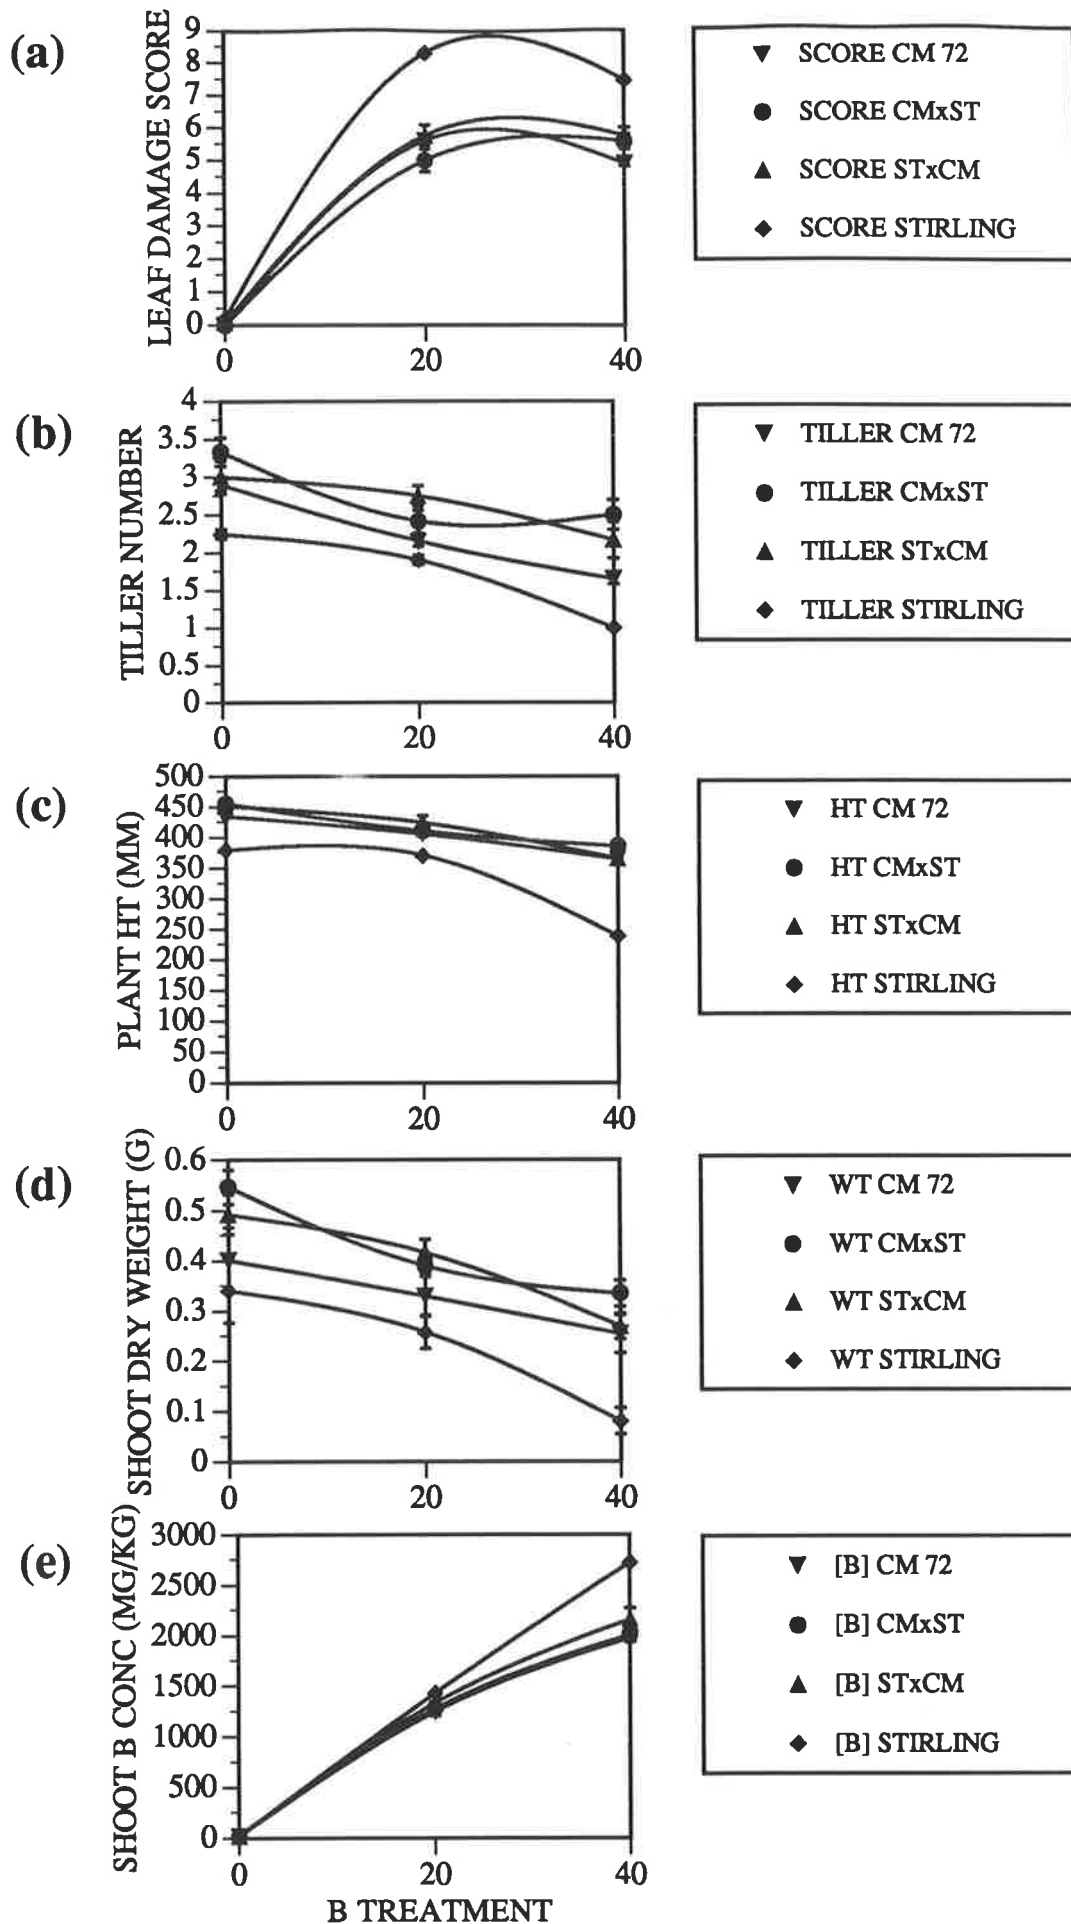 (a)
LEAF DAMAGE SCORE
9
8
7
6
5
4
3
2
1
0
0 20 40
SCORE CM 72
SCORE CMxST
SCORE STxCM
SCORE STIRLING
(b)
TILLER NUMBER
4
3.5
3
2.5
2
1.5
1
0.5
0
0 20 40
TILLER CM 72
TILLER CMxST
TILLER STxCM
TILLER STIRLING
(c)
PLANT HT (MM)
500
450
400
350
300
250
200
150
100
50
0
0 20 40
HT CM 72
HT CMxST
HT STxCM
HT STIRLING
(d)
SHOOT DRY WEIGHT (G)
0.6
0.5
0.4
0.3
0.2
0.1
0
0 20 40
WT CM 72
WT CMxST
WT STxCM
WT STIRLING
(e)
SHOOT B CONC (MG/KG)
3000
2500
2000
1500
1000
500
0
0 20 40
B TREATMENT
[B] CM 72
[B] CMxST
[B] STxCM
[B] STIRLING